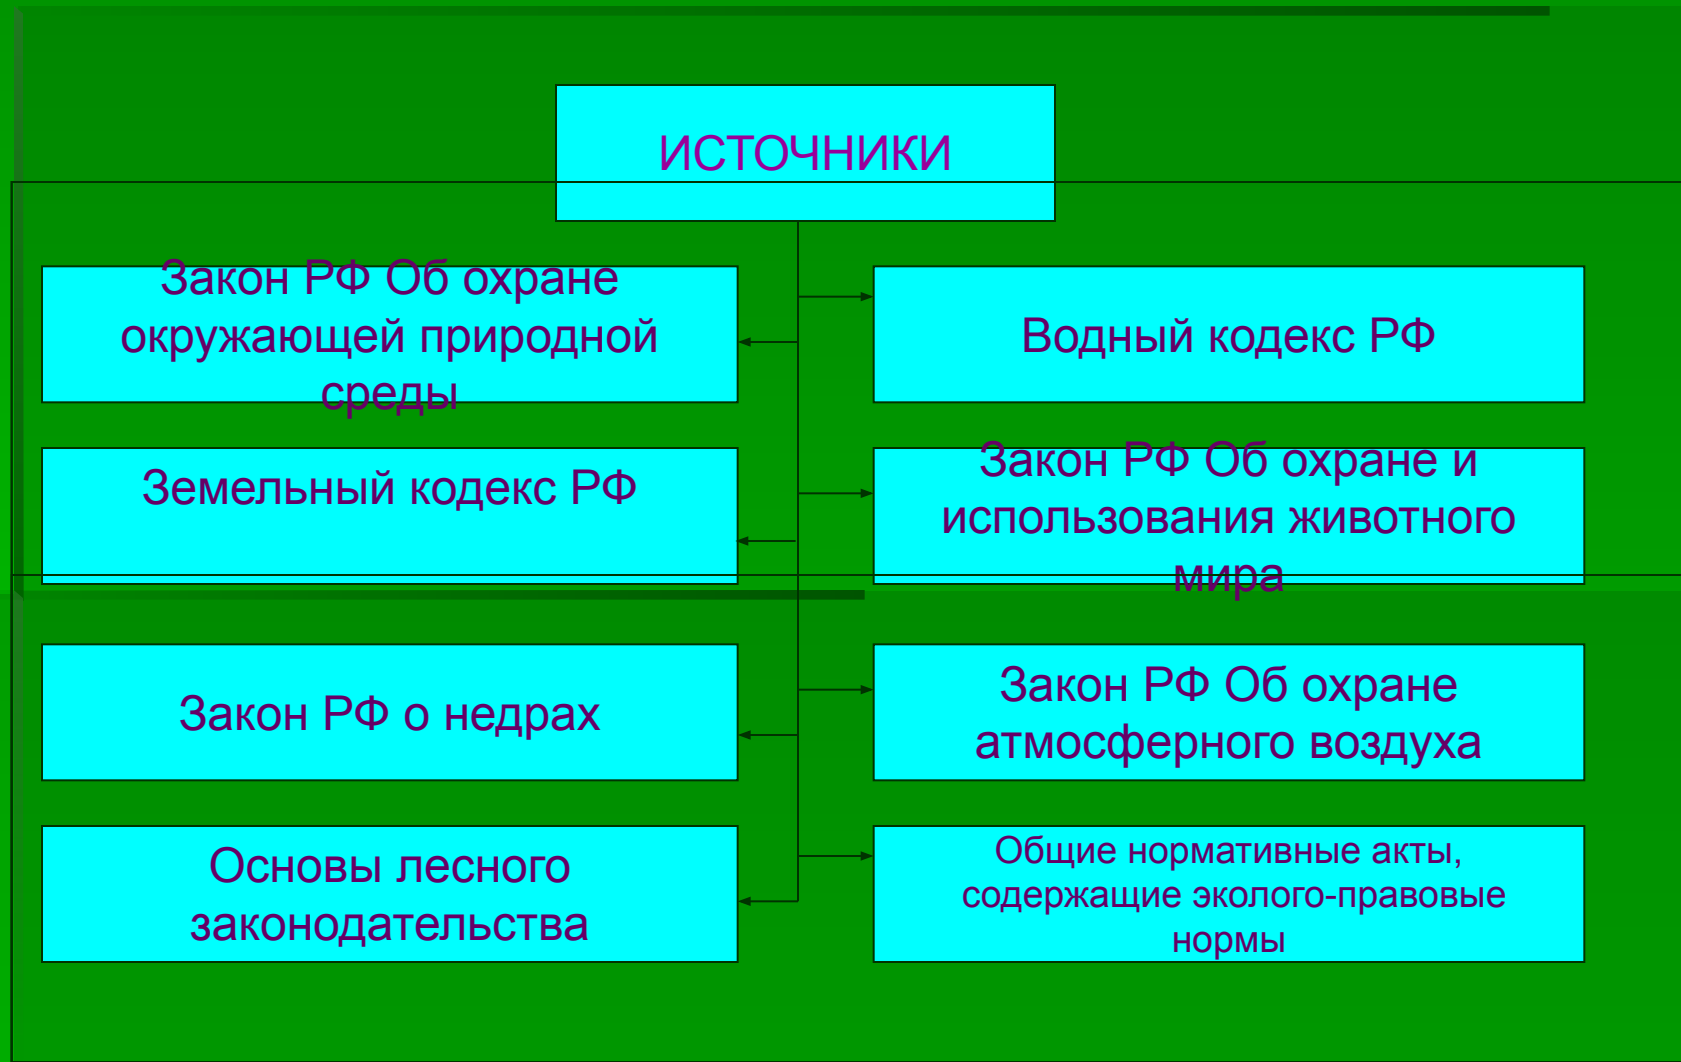 ИСТОЧНИКИ
Закон РФ Об охране
окружающей природной
среды
Водный кодекс РФ
Земельный кодекс РФ
Закон РФ Об охране и
использования животного
мира
Закон РФ о недрах
Закон РФ Об охране
атмосферного воздуха
Основы лесного
законодательства
Общие нормативные акты,
содержащие эколого-правовые
нормы